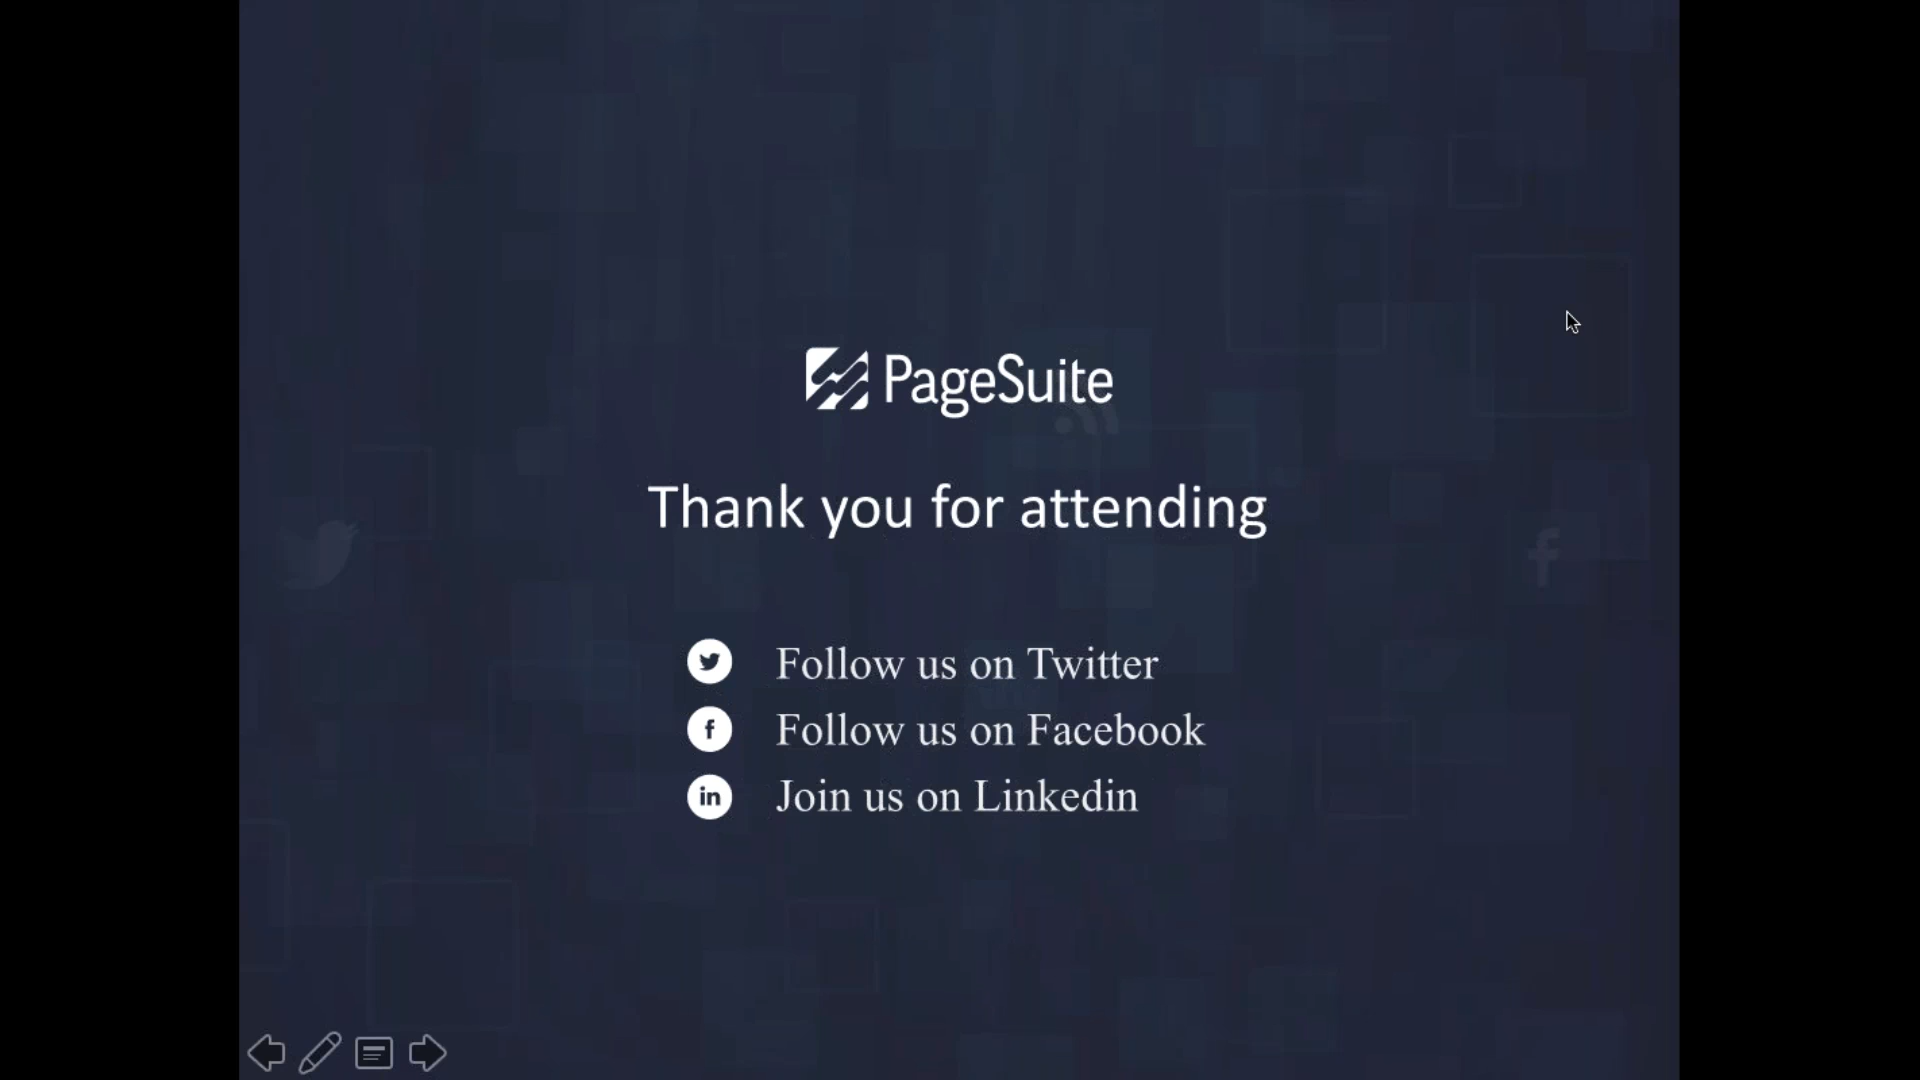 PageSuite
Thank you for attending
Follow us on Twitter
Follow us on Facebook
Join us on Linkedin